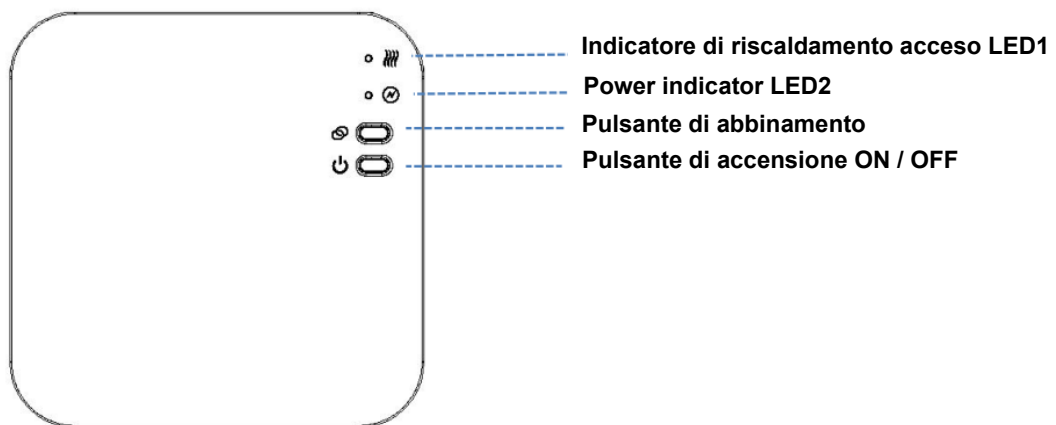 Indicatore di riscaldamento acceso LED1
Power indicator LED2
Pulsante di abbinamento
Pulsante di accensione ON / OFF